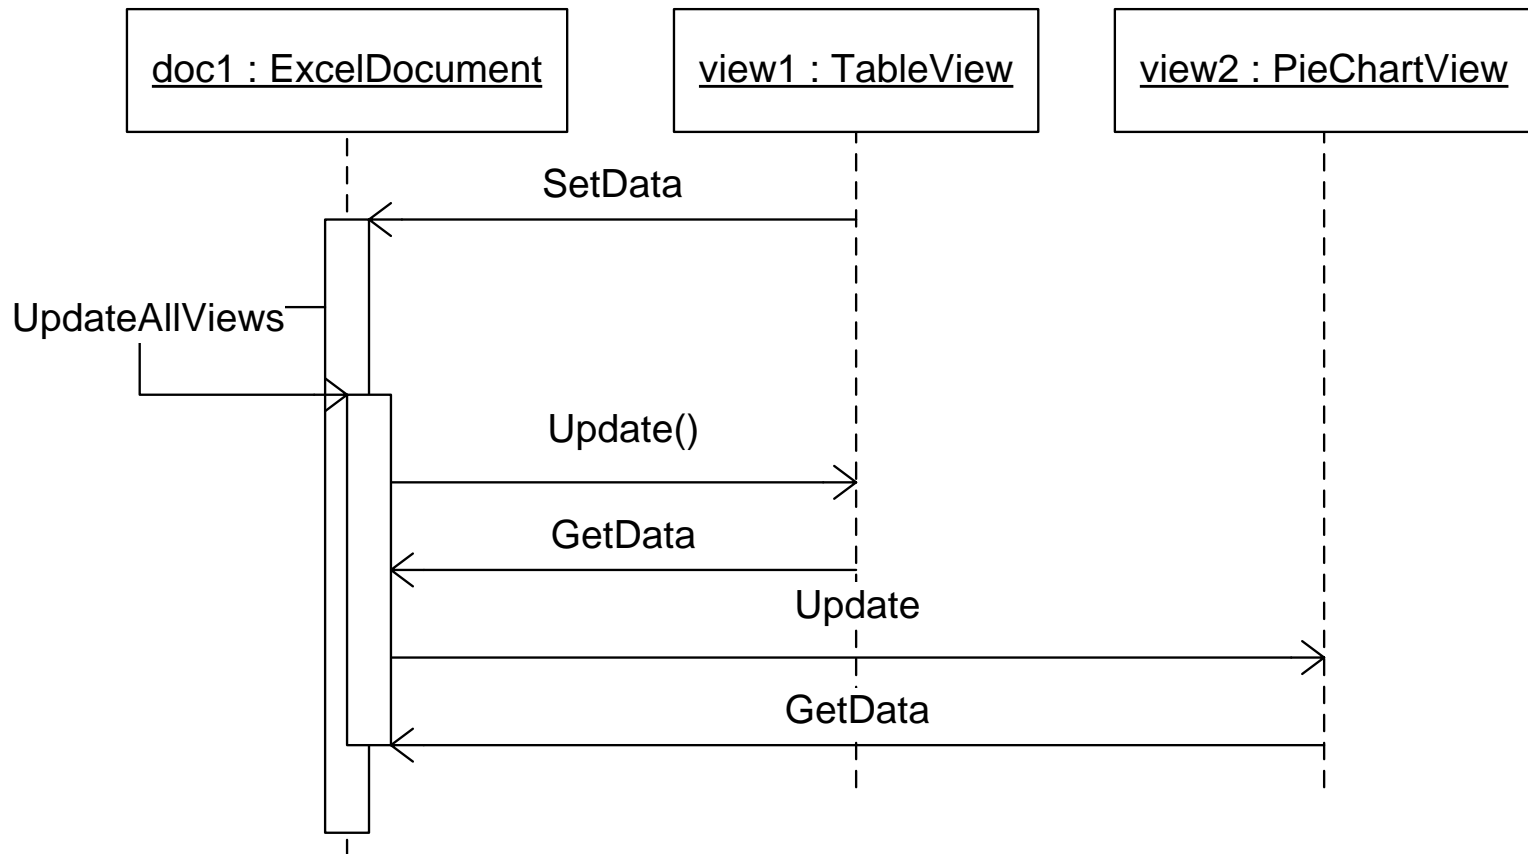 doc1 : ExcelDocument
view1 : TableView
view2 : PieChartView
SetData
UpdateAllViews
Update()
GetData
Update
GetData